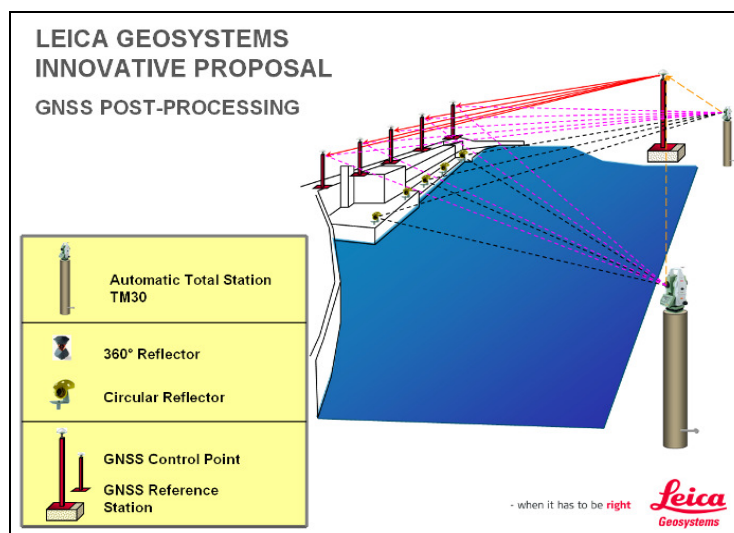 LEICA GEOSYSTEMS
INNOVATIVE PROPOSAL
GNSS POST-PROCESSING
Automatic Total Station
TM30
360° Reflector
Circular Reflector
GNSS Control Point
GNSS Reference
Station
- when it has to be right
Leica
Geosystems